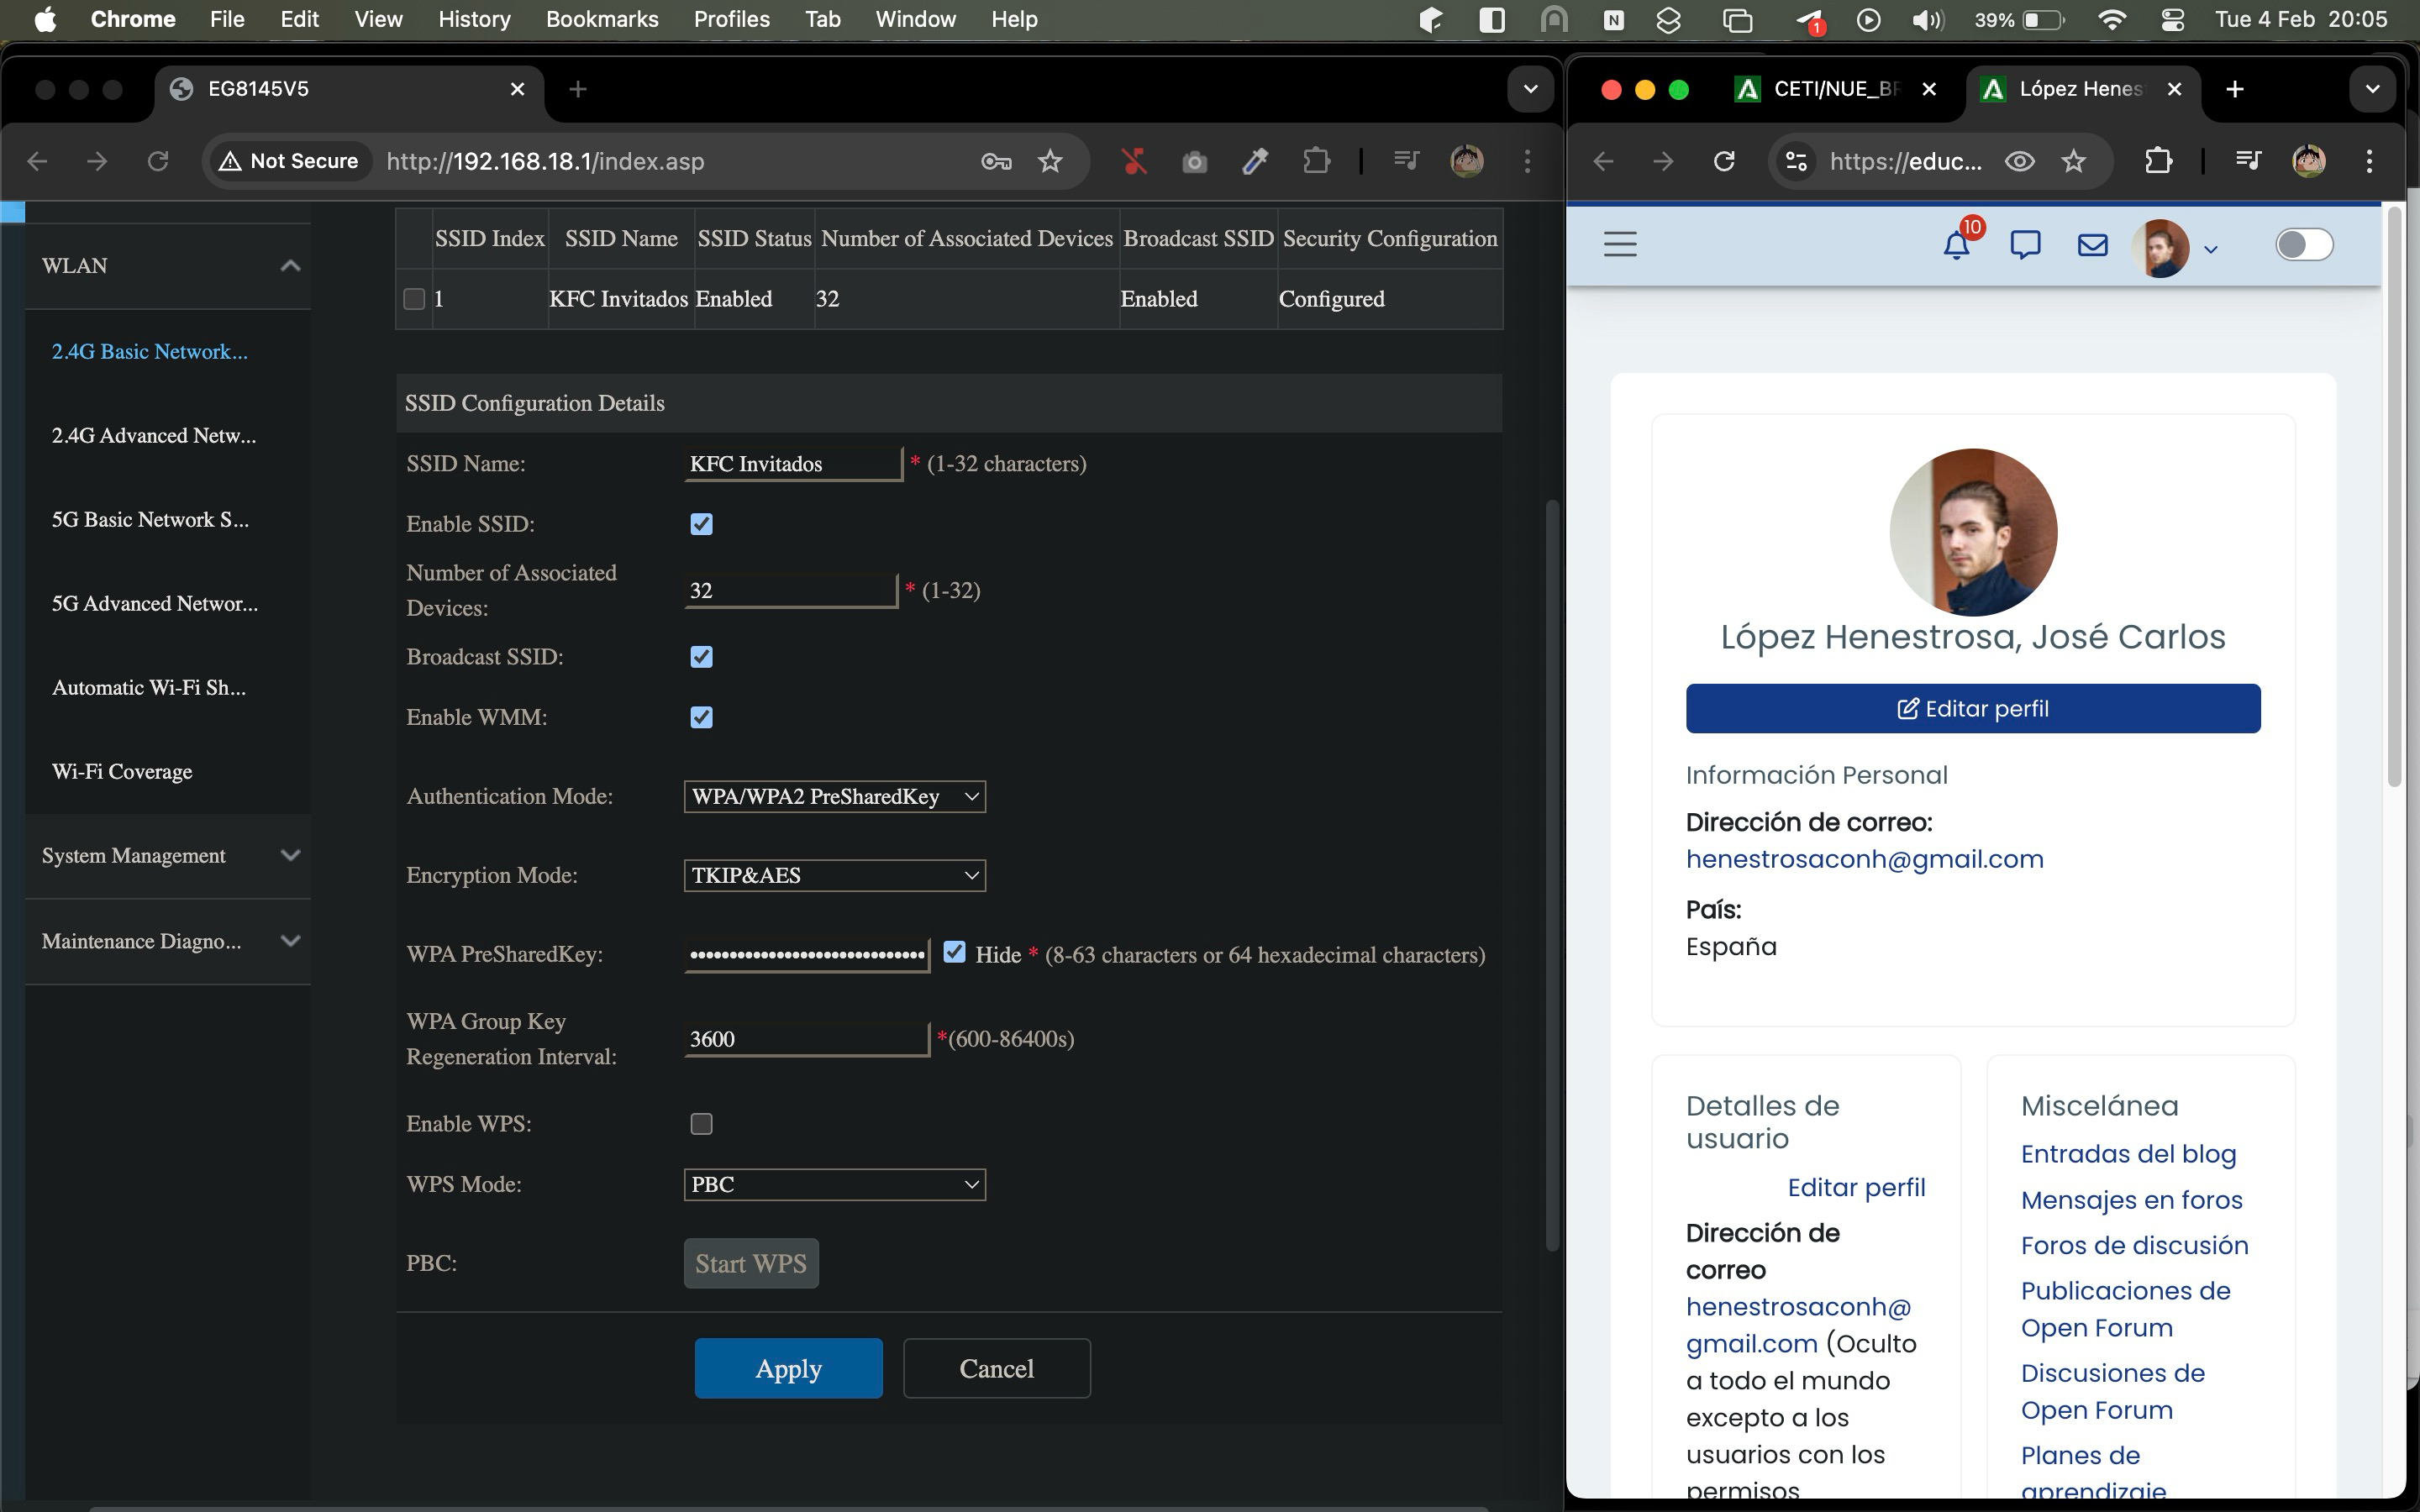 Chrome File Edit View History Bookmarks Profiles Tab Window Help
N
1
39%
Tue 4 Feb 20:05
EG8145V5
Not Secure
http://192.168.18.1/index.asp
WLAN
2.4G Basic Network...
2.4G Advanced Netw...
5G Basic Network S...
5G Advanced Networ...
Automatic Wi-Fi Sh...
Wi-Fi Coverage
System Management
Maintenance Diagno...
SSID Index SSID Name SSID Status Number of Associated Devices Broadcast SSID Security Configuration
1 KFC Invitados Enabled 32 Enabled Configured
SSID Configuration Details
SSID Name: KFC Invitados * (1-32 characters)
Enable SSID:
Number of Associated
Devices:
32 * (1-32)
Broadcast SSID:
Enable WMM:
Authentication Mode: WPA/WPA2 PreSharedKey
Encryption Mode: TKIP&AES
WPA PreSharedKey: •••••••••••••••••••••••••••••• Hide * (8-63 characters or 64 hexadecimal characters)
WPA Group Key
Regeneration Interval:
3600 *(600-86400s)
Enable WPS:
WPS Mode: PBC
PBC: Start WPS
Apply Cancel
CETI/NUE_BR
López Henes
https://educ...
10
López Henestrosa, José Carlos
Editar perfil
Información Personal
Dirección de correo:
henestrosaconh@gmail.com
País:
España
Detalles de
usuario
Editar perfil
Dirección de
correo
henestrosaconh@
gmail.com (Oculto
a todo el mundo
excepto a los
usuarios con los
permisos
Miscelánea
Entradas del blog
Mensajes en foros
Foros de discusión
Publicaciones de
Open Forum
Discusiones de
Open Forum
Planes de
aprendizaje